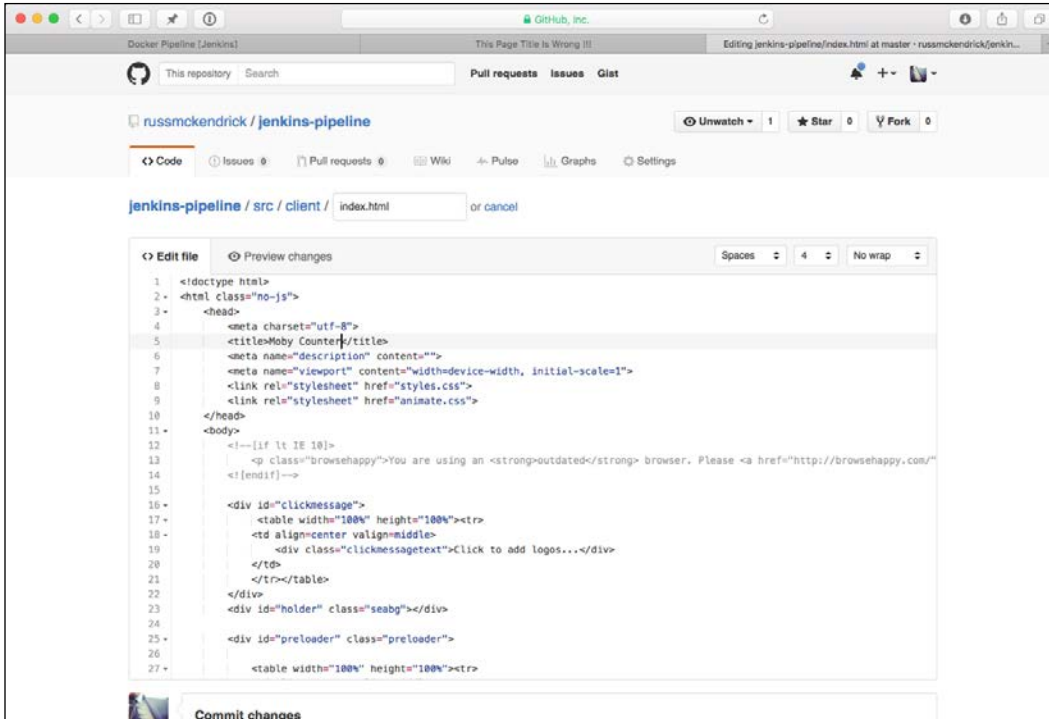 GitHub, Inc.
Docker Pipeline [Jenkins]
This Page Title Is Wrong !!!
Editing jenkins-pipeline/index.html at master · russmckendrick/jenkin...
This repository Search
Pull requests Issues Gist
russmckendrick / jenkins-pipeline
Unwatch 1 Star 0 Fork 0
<> Code Issues 0 Pull requests 0 Wiki Pulse Graphs Settings
jenkins-pipeline / src / client / index.html or cancel
<> Edit file Preview changes Spaces 4 No wrap
1 <!doctype html>
2 <html class="no-js">
3 <head>
4 <meta charset="utf-8">
5 <title>Moby Counter</title>
6 <meta name="description" content="">
7 <meta name="viewport" content="width=device-width, initial-scale=1">
8 <link rel="stylesheet" href="styles.css">
9 <link rel="stylesheet" href="animate.css">
10 </head>
11 <body>
12 <!--[if lt IE 10]>
13 <p class="browsehappy">You are using an <strong>outdated</strong> browser. Please <a href="http://browsehappy.com/"
14 <![endif]-->
15
16 <div id="clickmessage">
17 <table width="100%" height="100%"><tr>
18 <td align=center valign=middle>
19 <div class="clickmessagetext">Click to add logos...</div>
20 </td>
21 </tr></table>
22 </div>
23 <div id="holder" class="seabg"></div>
24
25 <div id="preloader" class="preloader">
26
27 <table width="100%" height="100%"><tr>
Commit changes